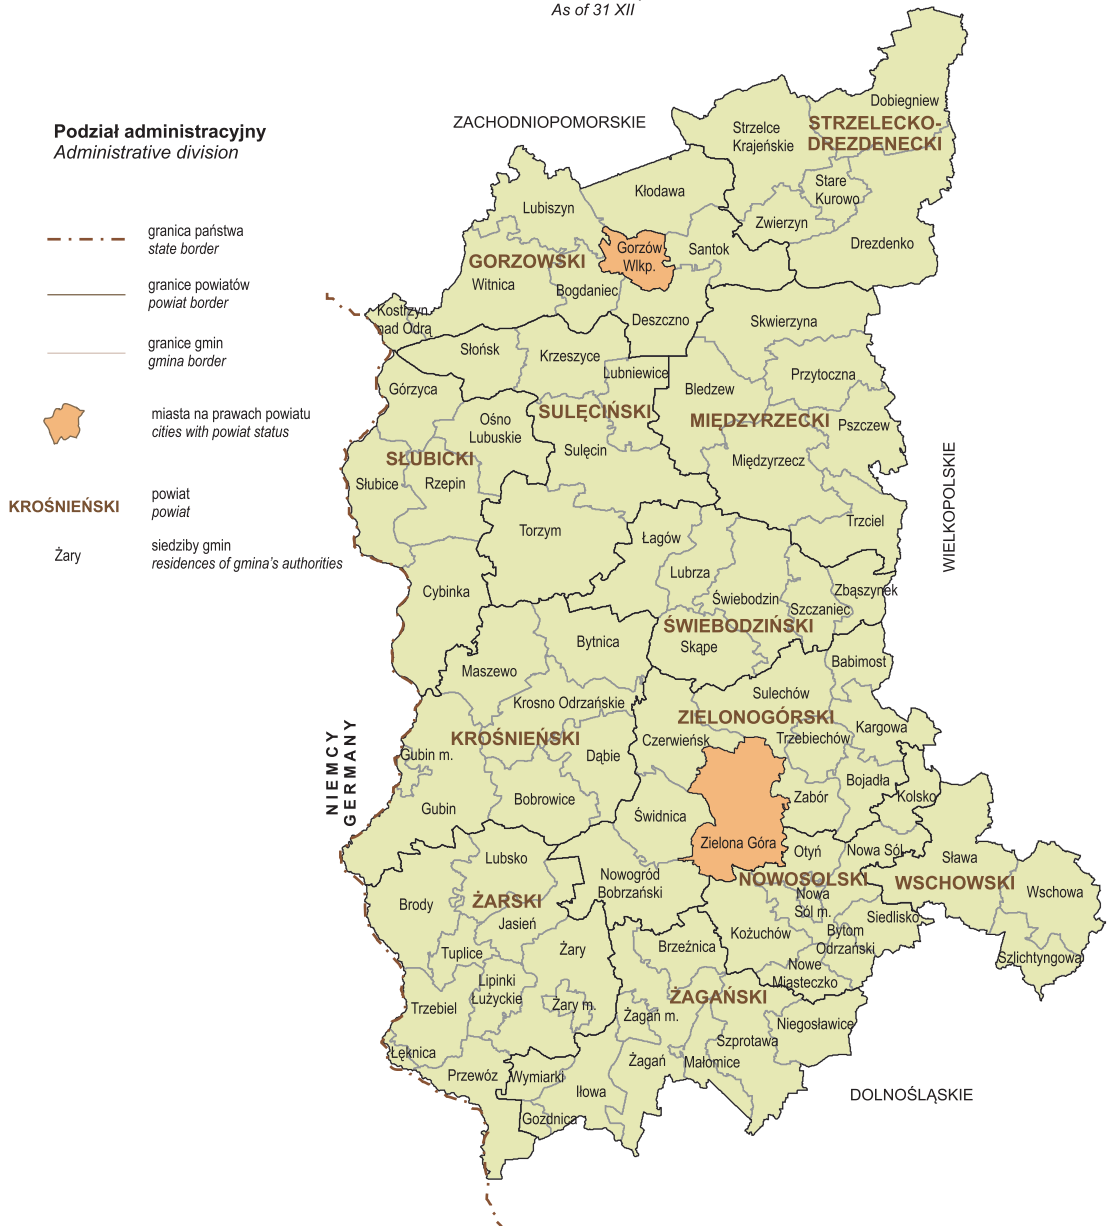 As of 31 XII
Podział administracyjny
Administrative division
granica państwa
state border
granice powiatów
powiat border
granice gmin
gmina border
miasta na prawach powiatu
cities with powiat status
KROŚNIEŃSKI
powiat
powiat
Żary
siedziby gmin
residences of gmina's authorities
ZACHODNIOPOMORSKIE
WIELKOPOLSKIE
DOLNOŚLĄSKIE
NIEMCY
GERMANY
Dobiegniew
STRZELECKO-
DREZDENECKI
Strzelce
Krajeńskie
Stare
Kurowo
Zwierzyn
Drezdenko
Kłodawa
Lubiszyn
Santok
Gorzów
Wlkp.
GORZOWSKI
Witnica
Bogdaniec
Deszczno
Kostrzyn
nad Odrą
Skwierzyna
Słońsk
Krzeszyce
Lubniewice
Przytoczna
Bledzew
Górzyca
Ośno
Lubuskie
SULĘCIŃSKI
MIĘDZYRZECKI
Pszczew
Sulęcin
SŁUBICKI
Międzyrzecz
Słubice
Rzepin
Trzciel
Torzym
Łagów
Lubrza
Cybinka
Świebodzin
Szczaniec
Zbąszynek
ŚWIEBODZIŃSKI
Skąpe
Bytnica
Babimost
Maszewo
Sulechów
Krosno Odrzańskie
ZIELONOGÓRSKI
Kargowa
KROŚNIEŃSKI
Czerwieńsk
Trzebiechów
Gubin m.
Dąbie
Bojadła
Zabór
Kolsko
Bobrowice
Gubin
Świdnica
Zielona Góra
Otyń
Nowa Sól
Sława
Lubsko
Nowogród
Bobrzański
NOWOSOLSKI
WSCHOWSKI
Wschowa
Brody
ŻARSKI
Nowa
Sól m.
Siedlisko
Jasień
Kożuchów
Bytom
Odrzański
Tuplice
Żary
Brzeźnica
Szlichtyngowa
Nowe
Miasteczko
Lipinki
Łużyckie
ŻAGAŃSKI
Trzebiel
Żary m.
Żagań m.
Niegosławice
Szprotawa
Łęknica
Żagań
Małomice
Przewóz
Wymiarki
Iłowa
Gozdnica